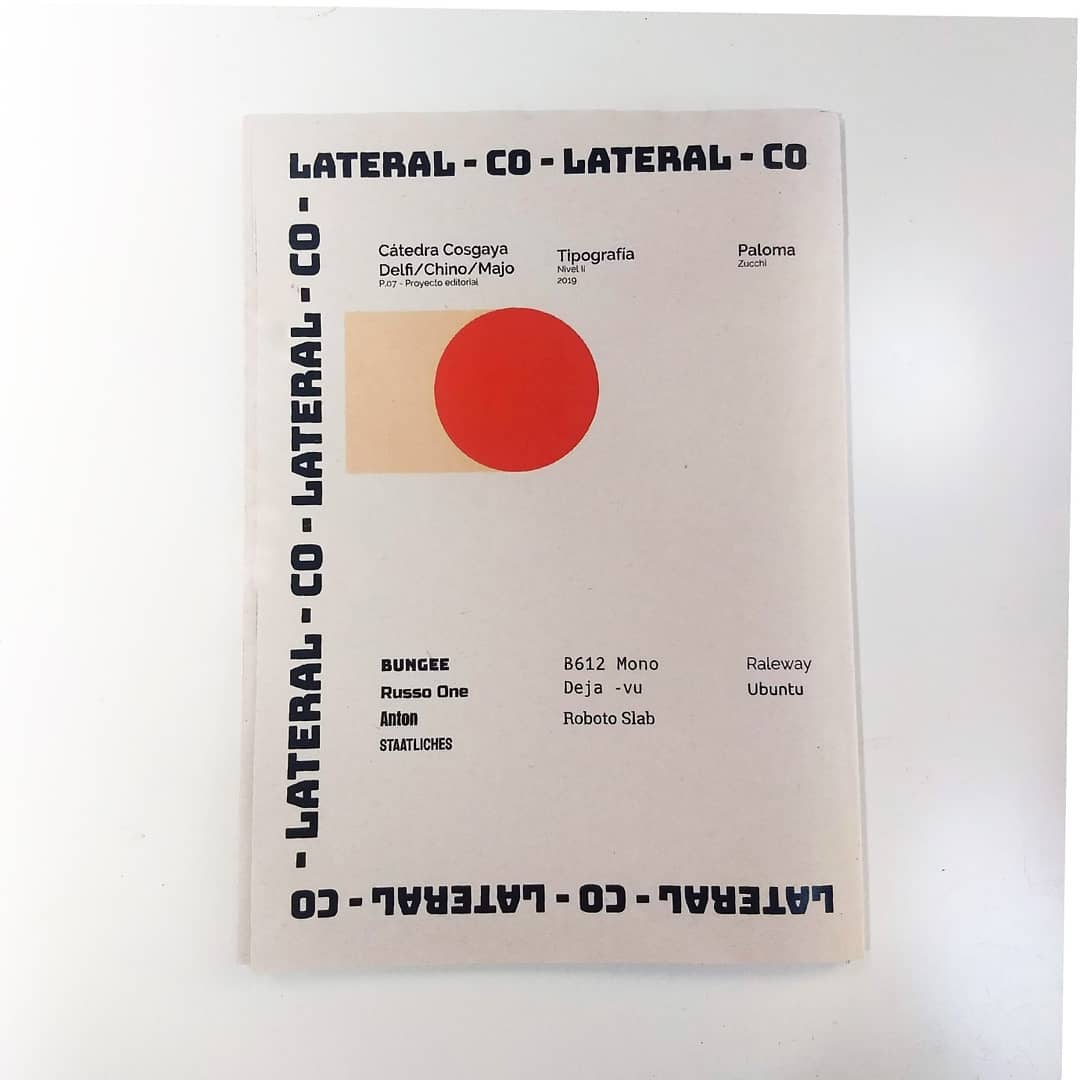 LATERAL - CO - LATERAL - CO
- LATERAL - CO - LATERAL - CO -
Cátedra Cosgaya
Delfi/Chino/Majo
P.07 - Proyecto editorial
Tipografía
Nivel Ii
2019
Paloma
Zucchi
BUNGEE
Russo One
Anton
STAATLICHES
B612 Mono
Deja -vu
Roboto Slab
Raleway
Ubuntu
LATERAL - CO - LATERAL - CO